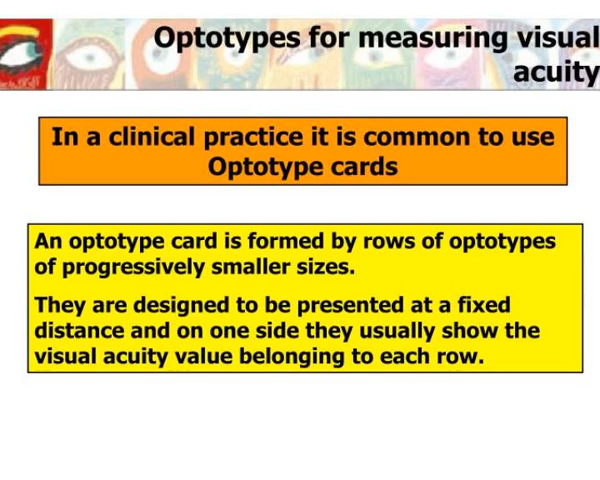 Optotypes for measuring visual
acuity
In a clinical practice it is common to use
Optotype cards
An optotype card is formed by rows of optotypes
of progressively smaller sizes.
They are designed to be presented at a fixed
distance and on one side they usually show the
visual acuity value belonging to each row.